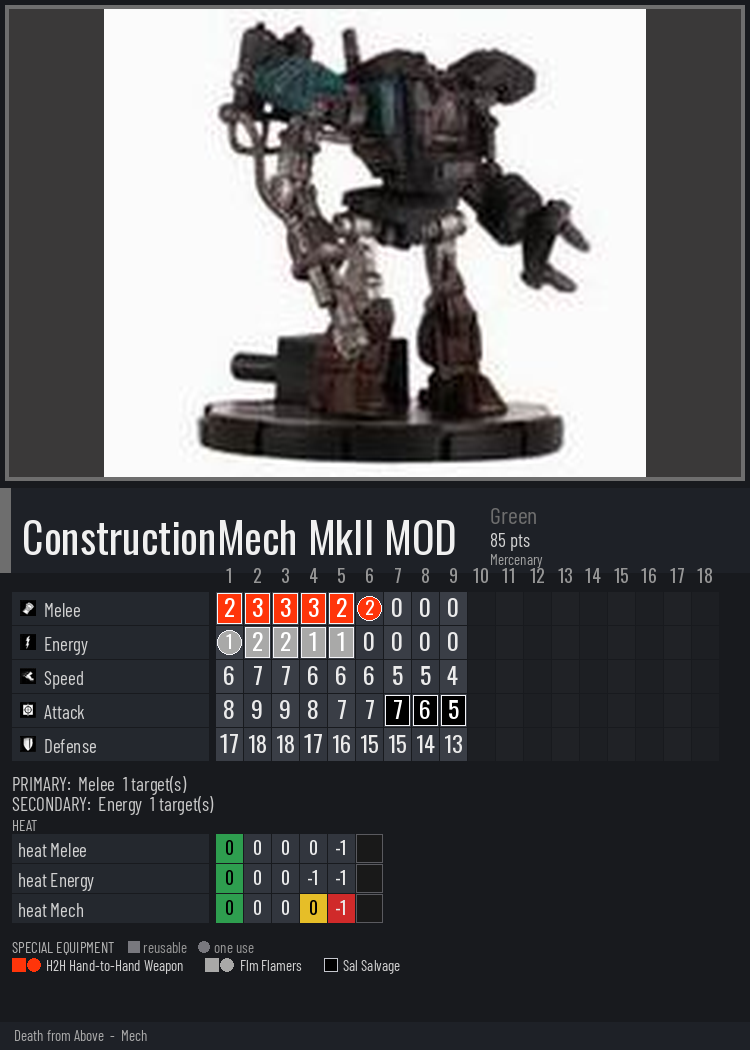 ConstructionMech MkII MOD
Green
85 pts
Mercenary
1 2 3 4 5 6 7 8 9 10 11 12 13 14 15 16 17 18
Melee 2 3 3 3 2 2 0 0 0
Energy 1 2 2 1 1 0 0 0 0
Speed 6 7 7 6 6 6 5 5 4
Attack 8 9 9 8 7 7 7 6 5
Defense 17 18 18 17 16 15 15 14 13
PRIMARY: Melee 1 target(s)
SECONDARY: Energy 1 target(s)
HEAT
heat Melee 0 0 0 0 -1
heat Energy 0 0 0 -1 -1
heat Mech 0 0 0 0 -1
SPECIAL EQUIPMENT reusable one use
H2H Hand-to-Hand Weapon Flm Flamers Sal Salvage
Death from Above - Mech